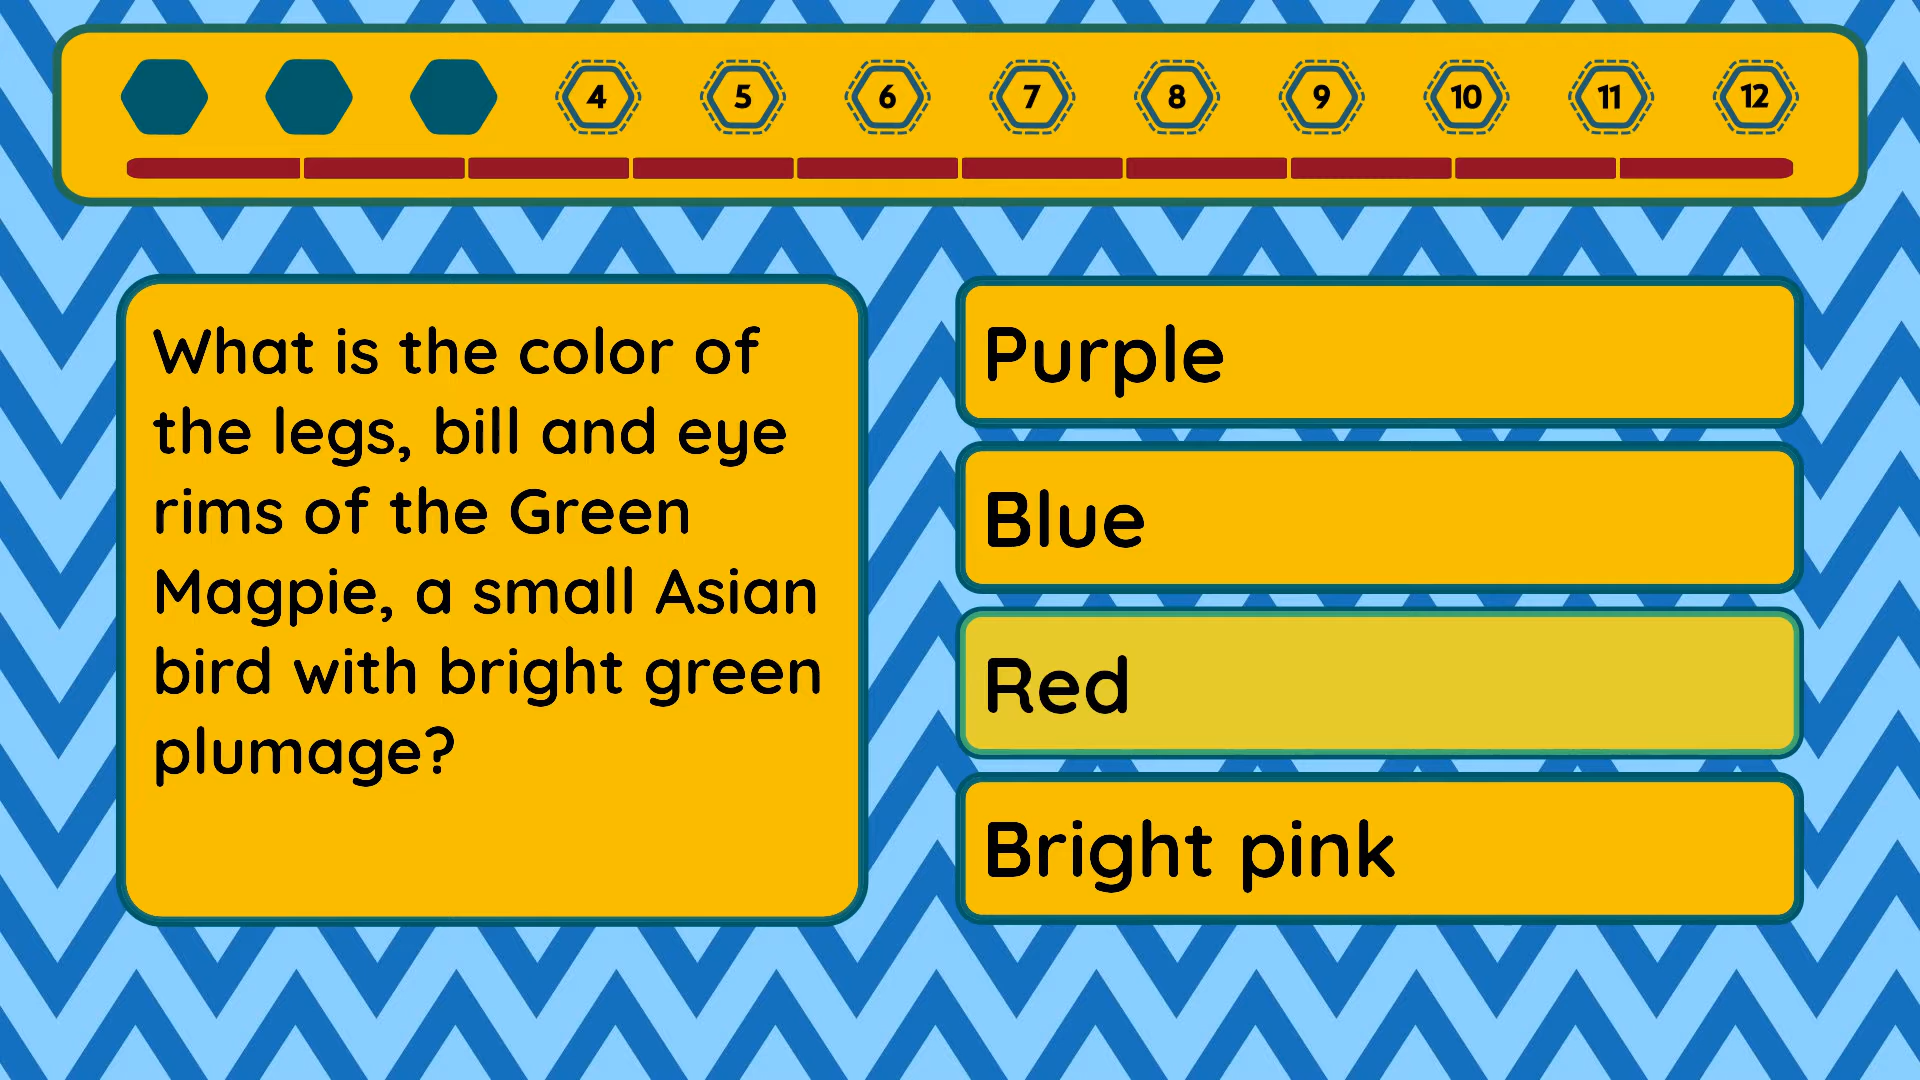 4 5 6 7 8 9 10 11 12
What is the color of
the legs, bill and eye
rims of the Green
Magpie, a small Asian
bird with bright green
plumage?
Purple
Blue
Red
Bright pink